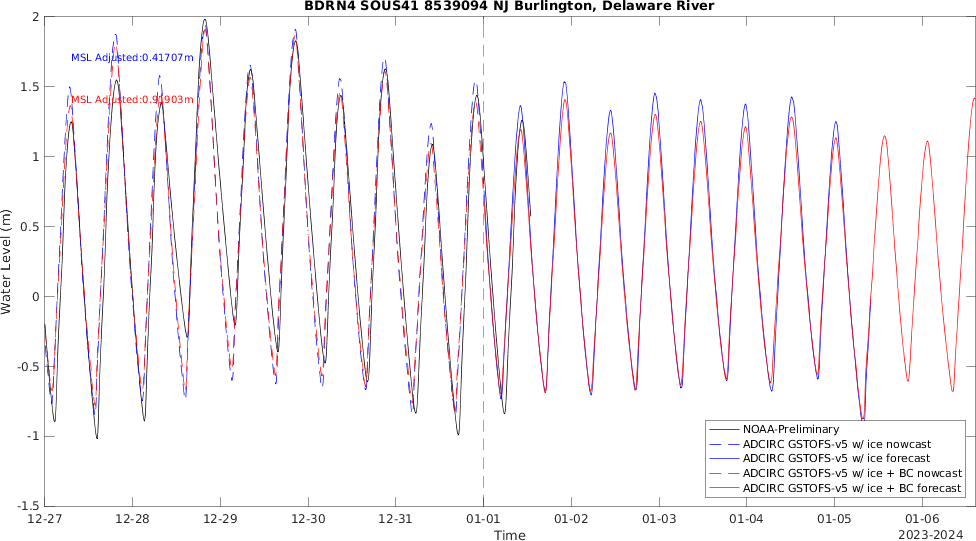 BDRN4 SOUS41 8539094 NJ Burlington, Delaware River
2
1.5
1
0.5
0
-0.5
-1
-1.5
Water Level (m)
MSL Adjusted:0.41707m
MSL Adjusted:0.91903m
NOAA-Preliminary
ADCIRC GSTOFS-v5 w/ ice nowcast
ADCIRC GSTOFS-v5 w/ ice forecast
ADCIRC GSTOFS-v5 w/ ice + BC nowcast
ADCIRC GSTOFS-v5 w/ ice + BC forecast
12-27 12-28 12-29 12-30 12-31 01-01 01-02 01-03 01-04 01-05 01-06
Time
2023-2024